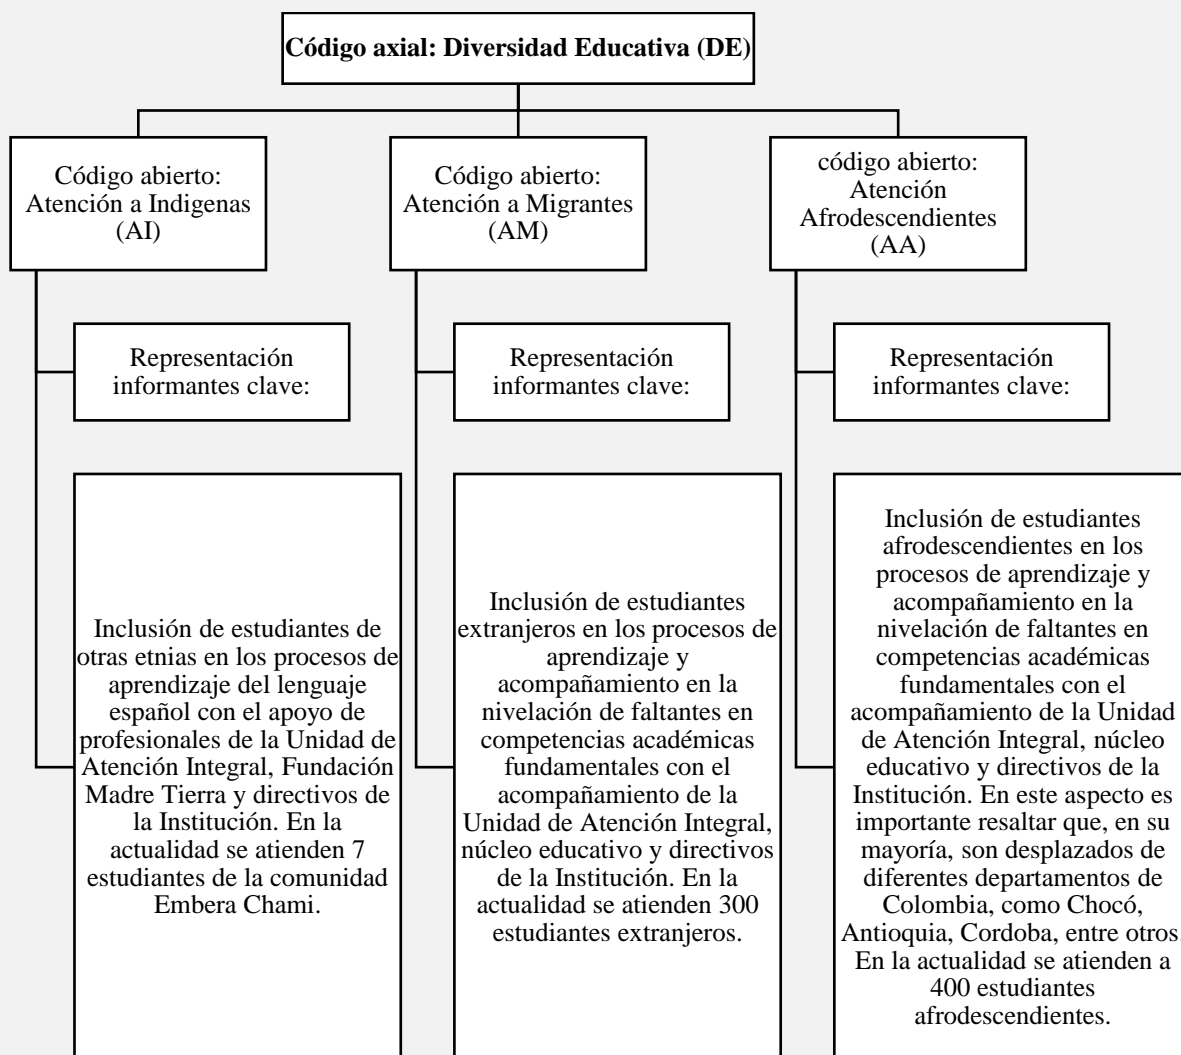 Código axial: Diversidad Educativa (DE)
Código abierto:
Atención a Indigenas
(AI)
Código abierto:
Atención a Migrantes
(AM)
código abierto:
Atención
Afrodescendientes
(AA)
Representación
informantes clave:
Representación
informantes clave:
Representación
informantes clave:
Inclusión de estudiantes de
otras etnias en los procesos de
aprendizaje del lenguaje
español con el apoyo de
profesionales de la Unidad de
Atención Integral, Fundación
Madre Tierra y directivos de
la Institución. En la
actualidad se atienden 7
estudiantes de la comunidad
Embera Chami.
Inclusión de estudiantes
extranjeros en los procesos de
aprendizaje y
acompañamiento en la
nivelación de faltantes en
competencias académicas
fundamentales con el
acompañamiento de la
Unidad de Atención Integral,
núcleo educativo y directivos
de la Institución. En la
actualidad se atienden 300
estudiantes extranjeros.
Inclusión de estudiantes
afrodescendientes en los
procesos de aprendizaje y
acompañamiento en la
nivelación de faltantes en
competencias académicas
fundamentales con el
acompañamiento de la Unidad
de Atención Integral, núcleo
educativo y directivos de la
Institución. En este aspecto es
importante resaltar que, en su
mayoría, son desplazados de
diferentes departamentos de
Colombia, como Chocó,
Antioquia, Cordoba, entre otros.
En la actualidad se atienden a
400 estudiantes
afrodescendientes.